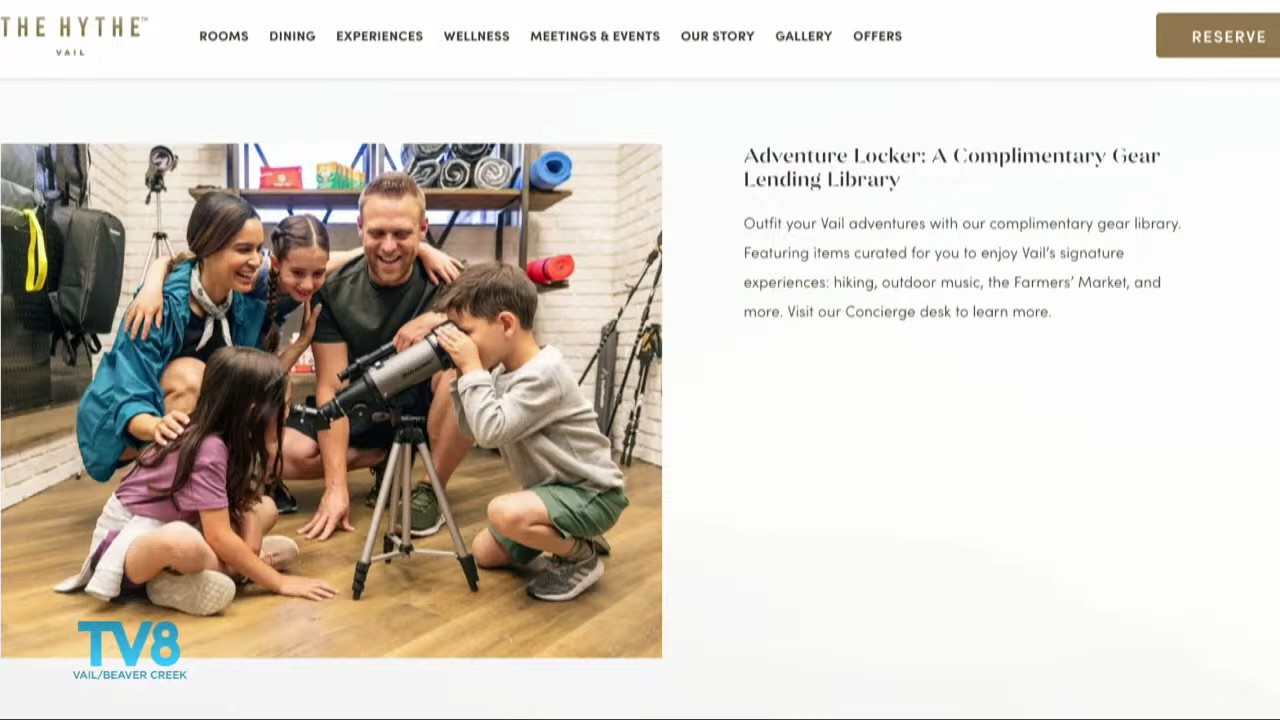 THE HYTHE™
VAIL
ROOMS DINING EXPERIENCES WELLNESS MEETINGS & EVENTS OUR STORY GALLERY OFFERS
RESERVE
Adventure Locker: A Complimentary Gear
Lending Library
Outfit your Vail adventures with our complimentary gear library.
Featuring items curated for you to enjoy Vail’s signature
experiences: hiking, outdoor music, the Farmers’ Market, and
more. Visit our Concierge desk to learn more.
TV8
VAIL/BEAVER CREEK